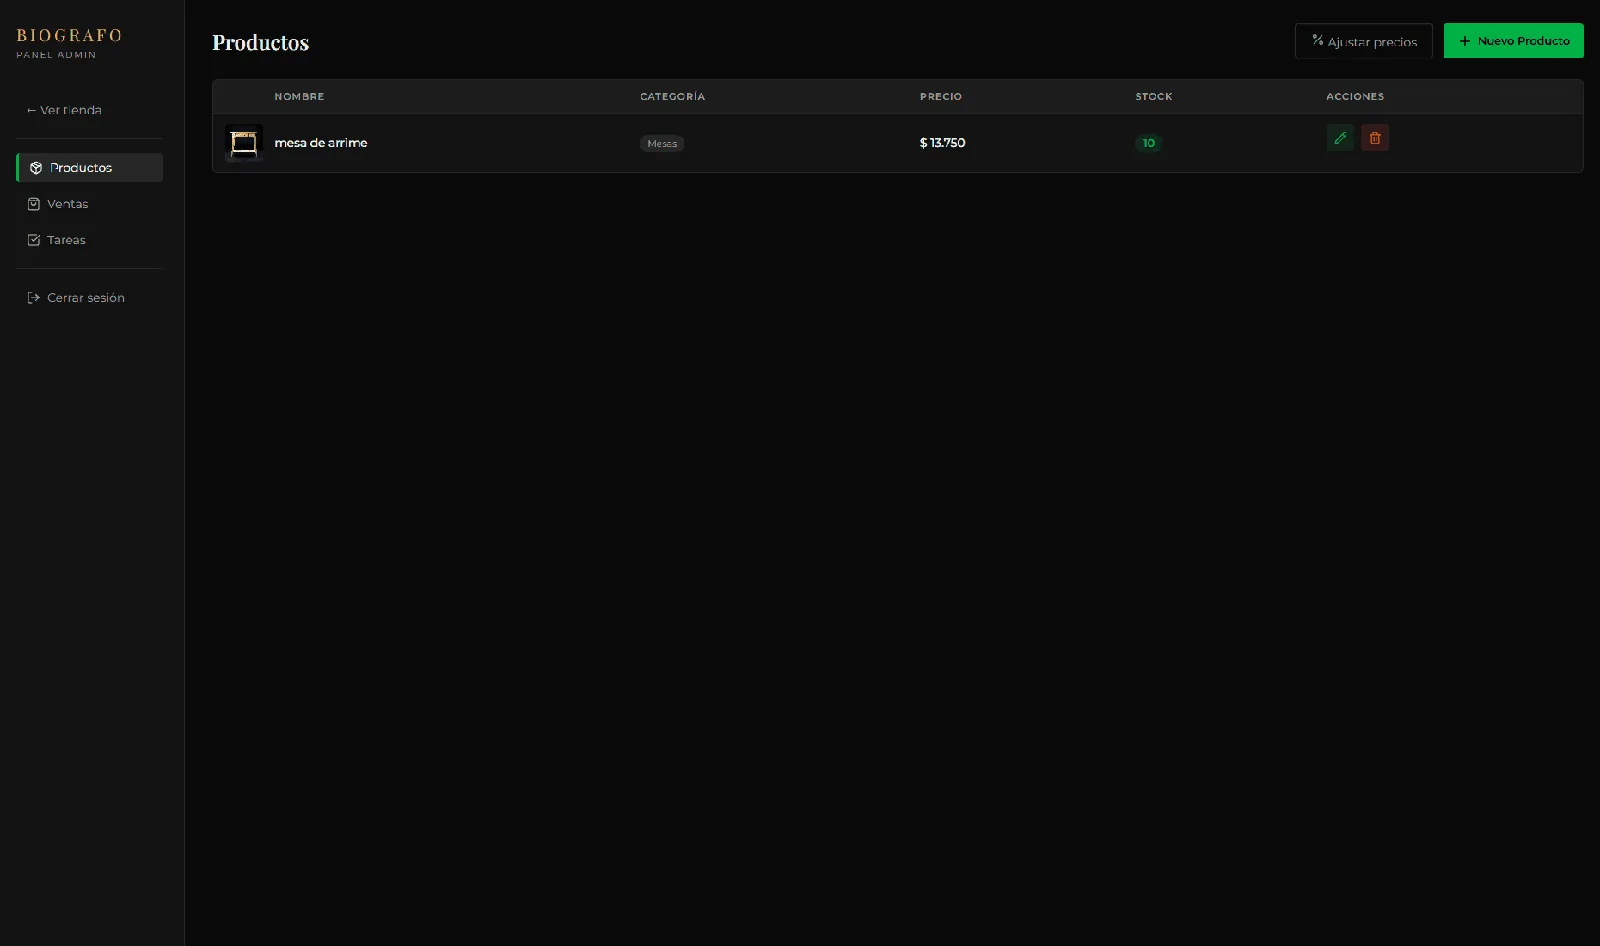 BIOGRAFO
PANEL ADMIN
← Ver tienda
Productos
Ventas
Tareas
Cerrar sesión
Productos
% Ajustar precios
+ Nuevo Producto
NOMBRE CATEGORÍA PRECIO STOCK ACCIONES
mesa de arrime Mesas $ 13.750 10